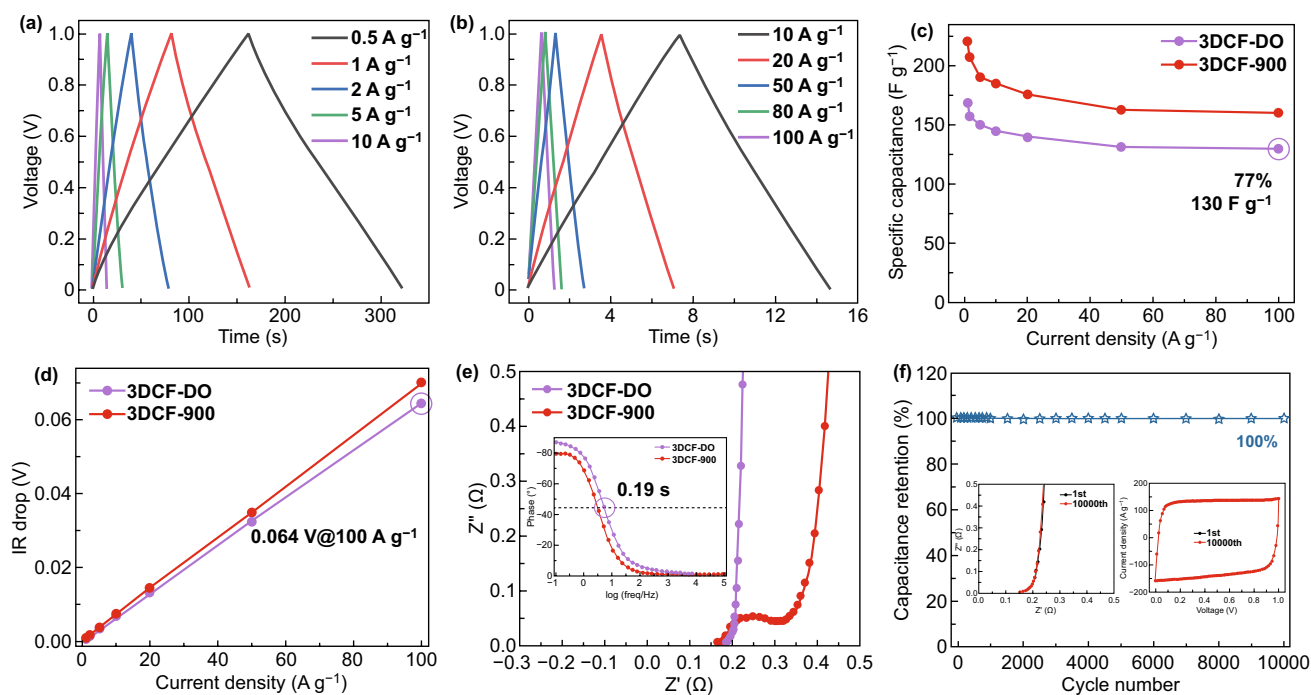 (a)
0.5 A g⁻¹
1 A g⁻¹
2 A g⁻¹
5 A g⁻¹
10 A g⁻¹
1.0
0.8
0.6
0.4
0.2
0
Voltage (V)
0 100 200 300
Time (s)
(b)
10 A g⁻¹
20 A g⁻¹
50 A g⁻¹
80 A g⁻¹
100 A g⁻¹
1.0
0.8
0.6
0.4
0.2
0
Voltage (V)
0 4 8 12 16
Time (s)
(c)
3DCF-DO
3DCF-900
200
150
100
50
0
Specific capacitance (F g⁻¹)
77%
130 F g⁻¹
0 20 40 60 80 100
Current density (A g⁻¹)
(d)
3DCF-DO
3DCF-900
0.06
0.04
0.02
0.00
IR drop (V)
0.064 V@100 A g⁻¹
0 20 40 60 80 100
Current density (A g⁻¹)
(e)
3DCF-DO
3DCF-900
0.5
0.4
0.3
0.2
0.1
0.0
Z'' (Ω)
3DCF-DO
3DCF-900
0.19 s
−80
−60
−40
−20
0
Phase (°)
−1 0 1 2 3 4 5
log (freq/Hz)
−0.3 −0.2 −0.1 0.0 0.1 0.2 0.3 0.4 0.5
Z' (Ω)
(f)
120
100
80
60
40
20
0
Capacitance retention (%)
100%
0.5
0.4
0.3
0.2
0.1
0.0
Z'' (Ω)
1st
10000th
0.0 0.1 0.2 0.3 0.4 0.5
Z' (Ω)
200
100
0
−100
−200
Current density (A g⁻¹)
1st
10000th
0.0 0.2 0.4 0.6 0.8 1.0
Voltage (V)
0 2000 4000 6000 8000 10000
Cycle number